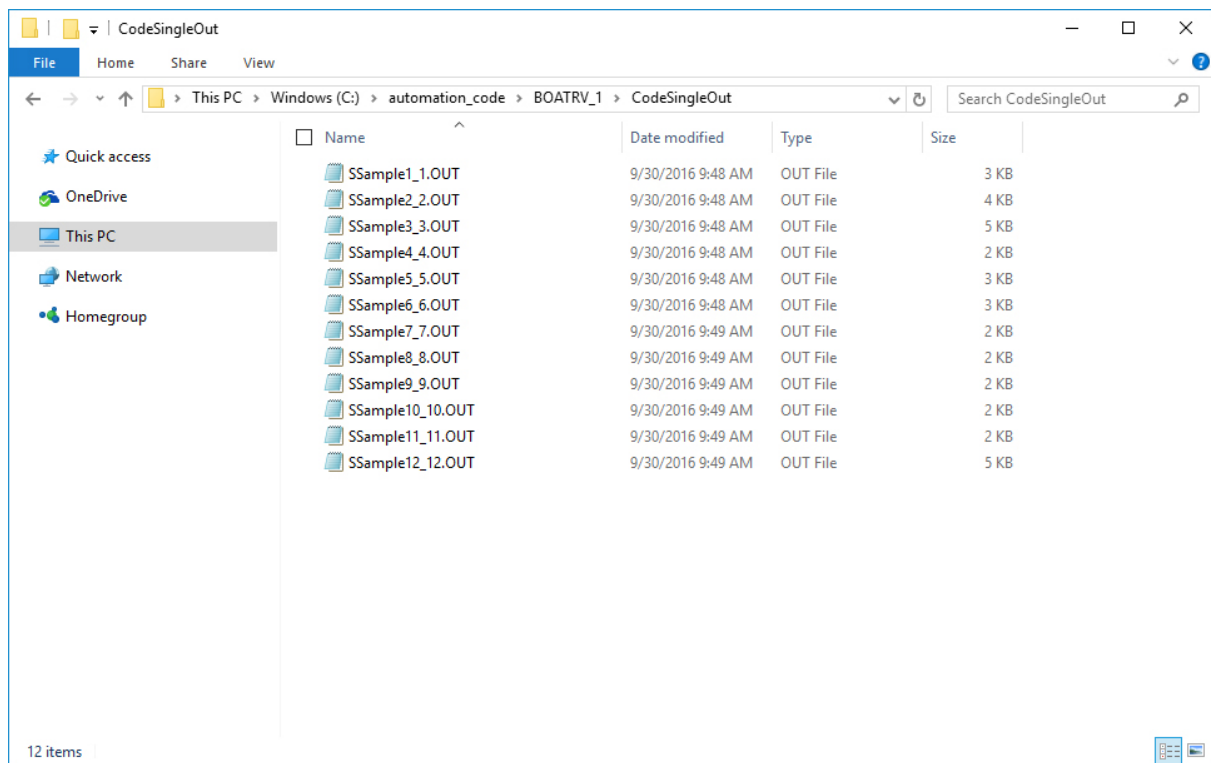 CodeSingleOut
File Home Share View
This PC Windows (C:) automation_code BOATRV_1 CodeSingleOut Search CodeSingleOut
Name Date modified Type Size
Quick access
OneDrive
This PC
Network
Homegroup
SSample1_1.OUT 9/30/2016 9:48 AM OUT File 3 KB
SSample2_2.OUT 9/30/2016 9:48 AM OUT File 4 KB
SSample3_3.OUT 9/30/2016 9:48 AM OUT File 5 KB
SSample4_4.OUT 9/30/2016 9:48 AM OUT File 2 KB
SSample5_5.OUT 9/30/2016 9:48 AM OUT File 3 KB
SSample6_6.OUT 9/30/2016 9:48 AM OUT File 3 KB
SSample7_7.OUT 9/30/2016 9:49 AM OUT File 2 KB
SSample8_8.OUT 9/30/2016 9:49 AM OUT File 2 KB
SSample9_9.OUT 9/30/2016 9:49 AM OUT File 2 KB
SSample10_10.OUT 9/30/2016 9:49 AM OUT File 2 KB
SSample11_11.OUT 9/30/2016 9:49 AM OUT File 2 KB
SSample12_12.OUT 9/30/2016 9:49 AM OUT File 5 KB
12 items